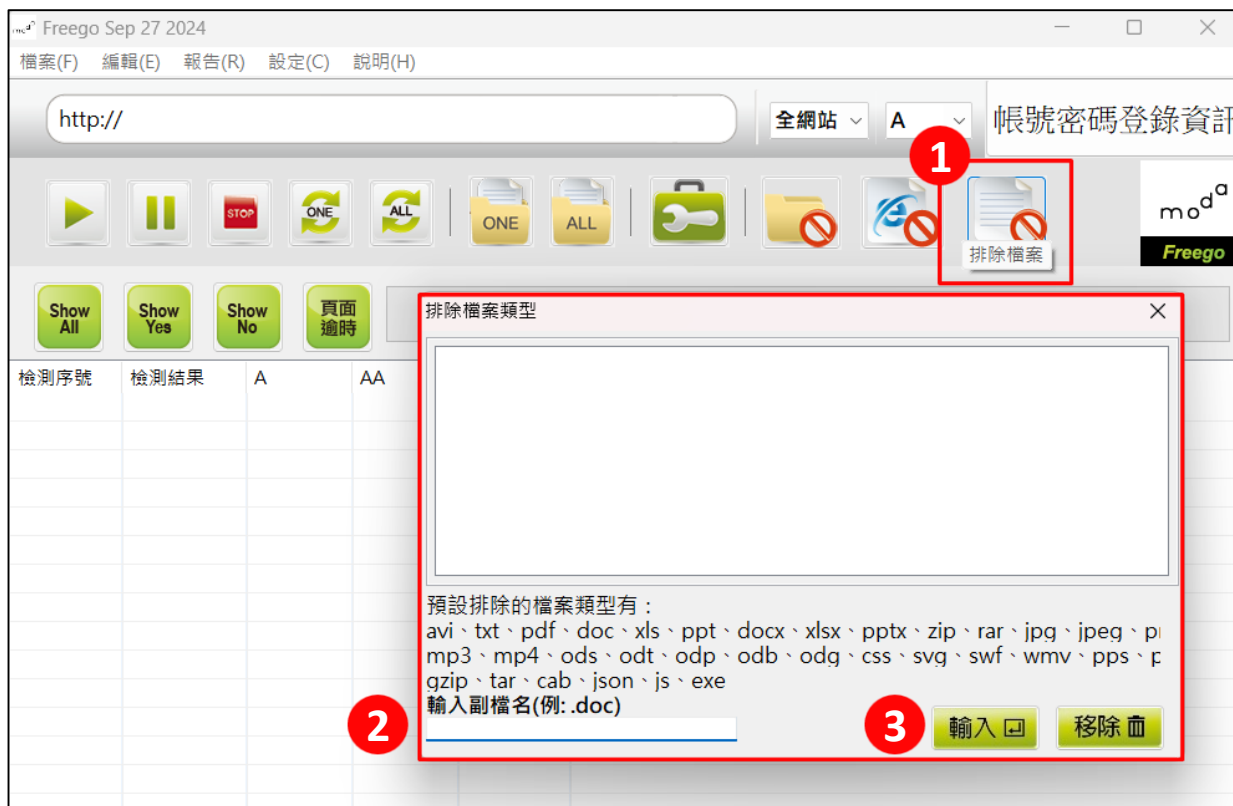 moda Freego Sep 27 2024
檔案(F) 編輯(E) 報告(R) 設定(C) 說明(H)
http:// 全網站 A 帳號密碼登錄資訊
1
STOP ONE ALL ONE ALL
排除檔案
moda
Freego
Show All
Show Yes
Show No
頁面逾時
檢測序號 檢測結果 A AA
排除檔案類型
預設排除的檔案類型有：
avi、txt、pdf、doc、xls、ppt、docx、xlsx、pptx、zip、rar、jpg、jpeg、
mp3、mp4、ods、odt、odp、odb、odg、css、svg、swf、wmv、pps、
gzip、tar、cab、json、js、exe
輸入副檔名(例: .doc)
2
3 輸入 移除